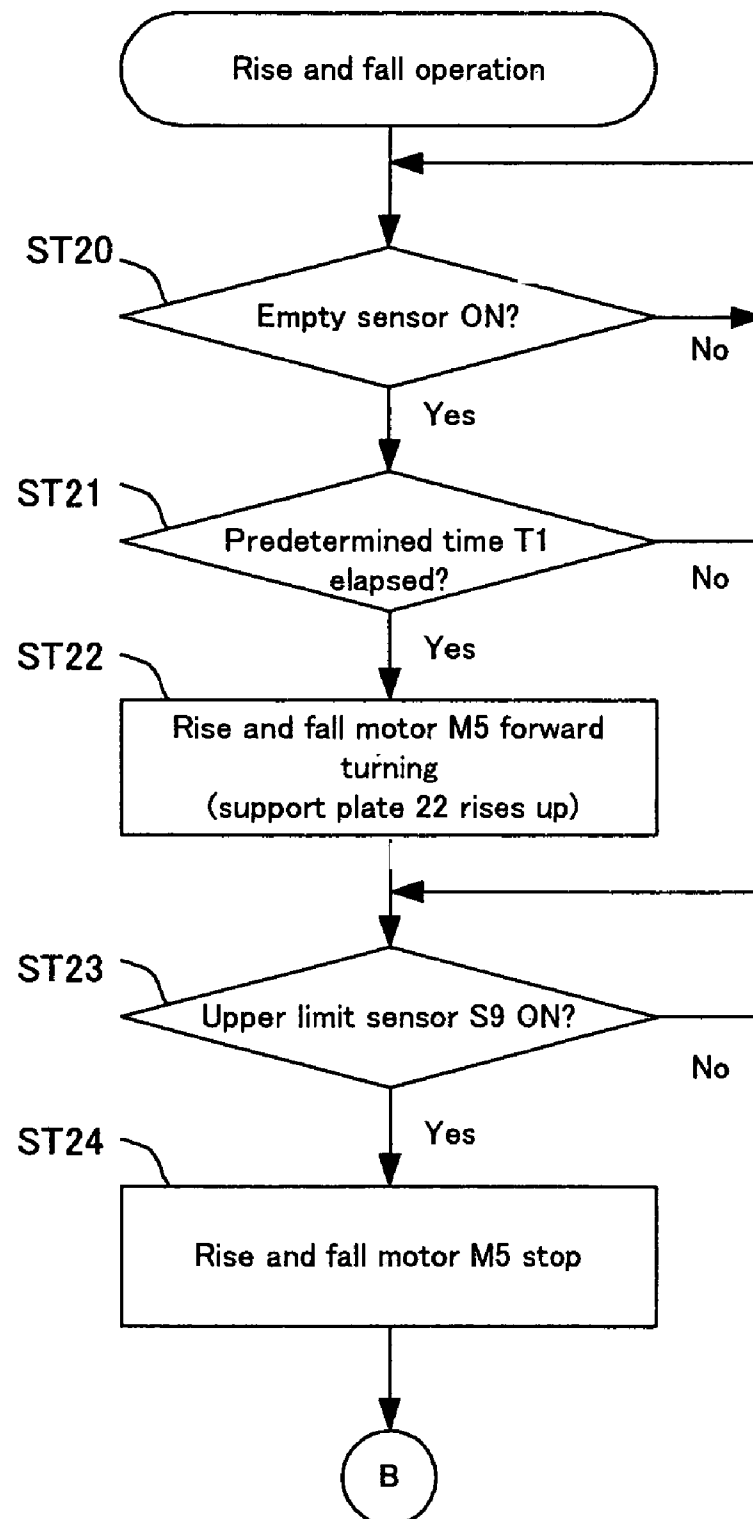 Rise and fall operation
ST20
Empty sensor ON?
No
Yes
ST21
Predetermined time T1
elapsed?
No
Yes
ST22
Rise and fall motor M5 forward
turning
(support plate 22 rises up)
ST23
Upper limit sensor S9 ON?
No
Yes
ST24
Rise and fall motor M5 stop
B